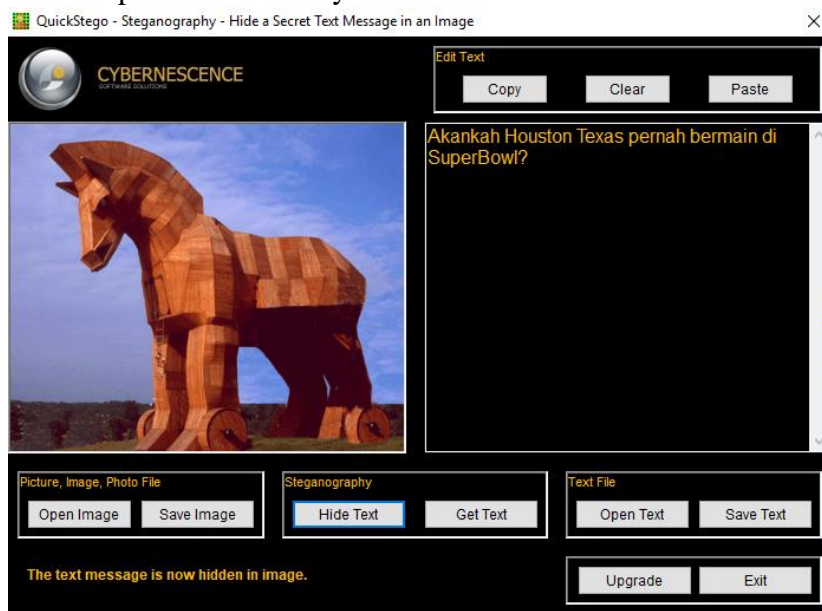 QuickStego - Steganography - Hide a Secret Text Message in an Image
CYBERNESCENCE
SOFTWARE SOLUTIONS
Edit Text
Copy Clear Paste
Akankah Houston Texas pernah bermain di
SuperBowl?
Picture, Image, Photo File
Open Image Save Image
Steganography
Hide Text Get Text
Text File
Open Text Save Text
The text message is now hidden in image.
Upgrade Exit